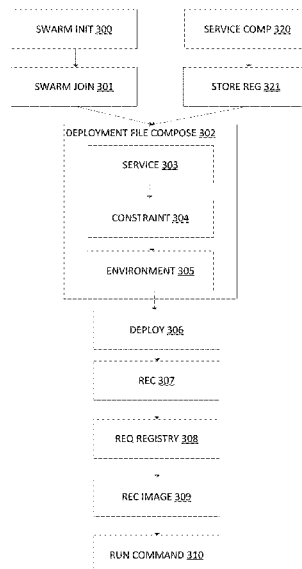 SWARM INIT 300
SERVICE COMP 320
SWARM JOIN 301
STORE REG 321
DEPLOYMENT FILE COMPOSE 302
SERVICE 303
CONSTRAINT 304
ENVIRONMENT 305
DEPLOY 306
REC 307
REQ REGISTRY 308
REC IMAGE 309
RUN COMMAND 310